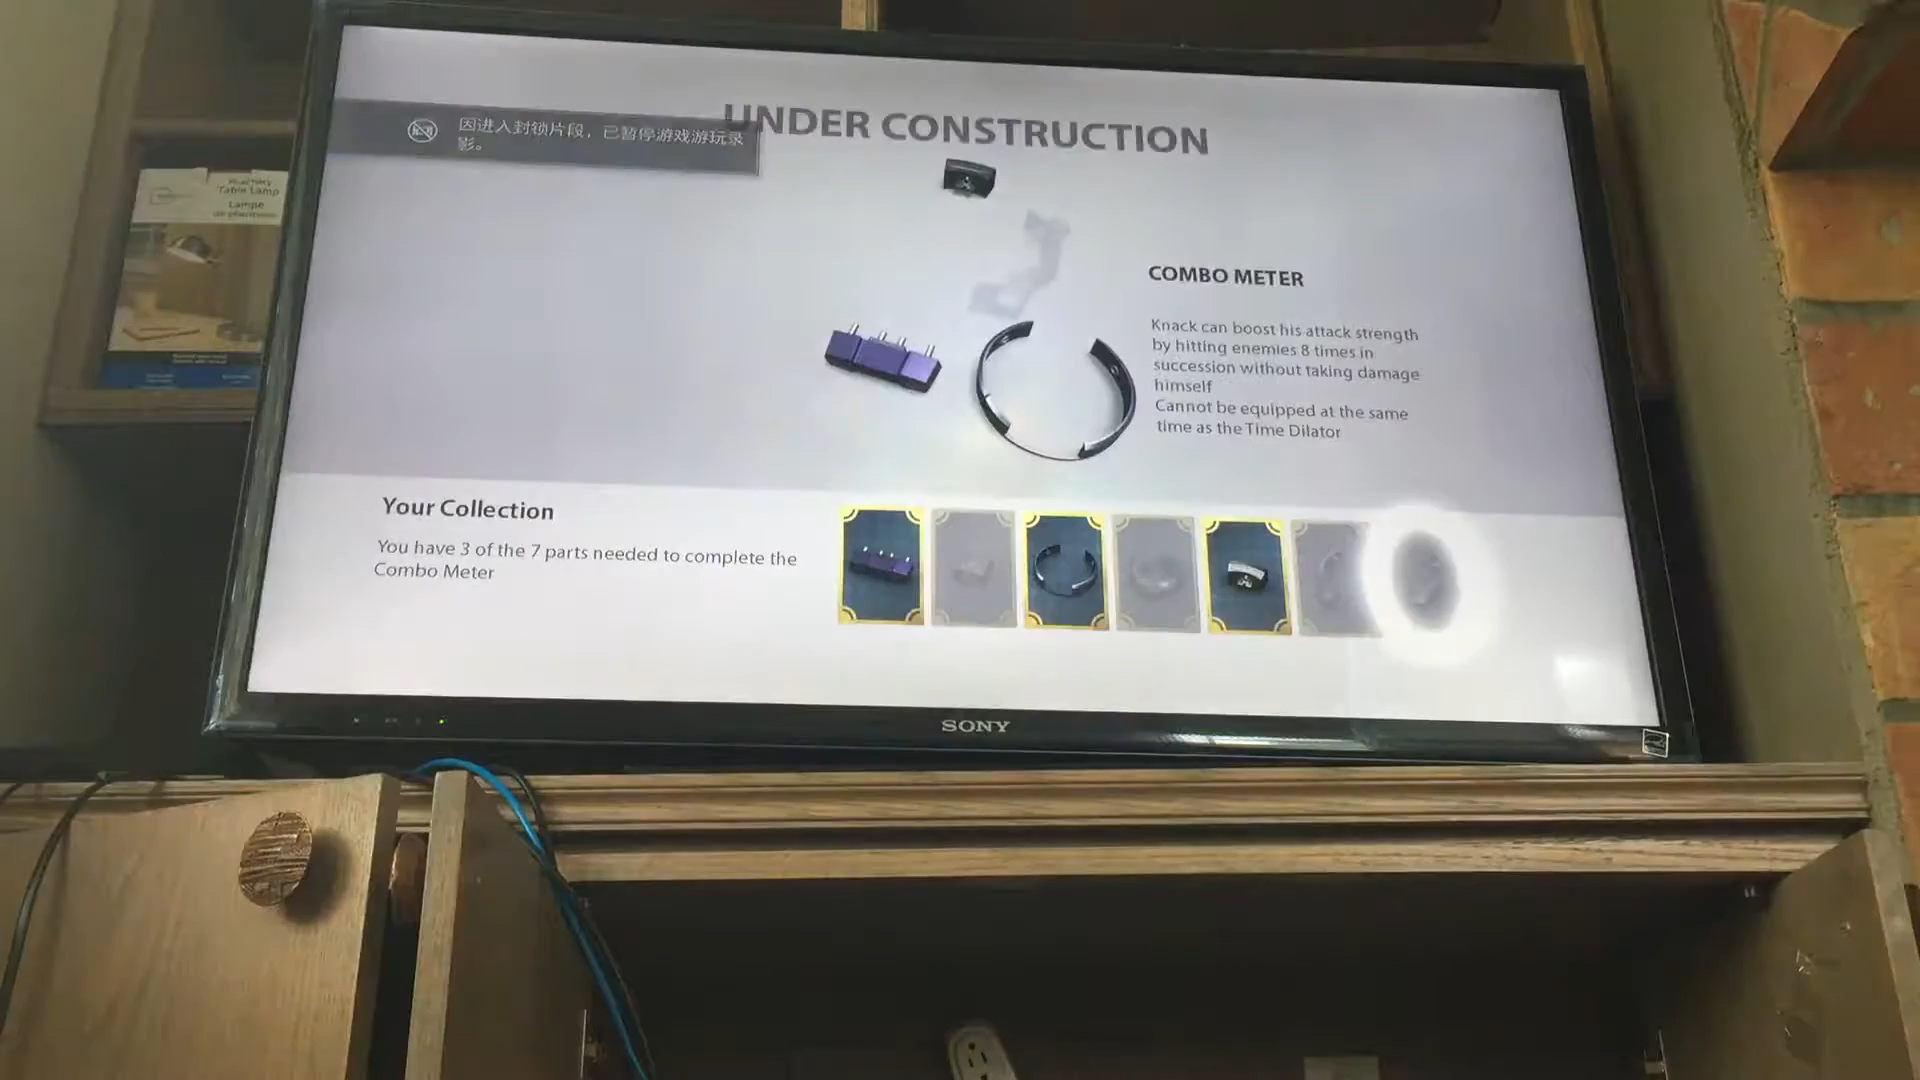 UNDER CONSTRUCTION
因进入封锁片段，已暂停游戏游玩录
影。
Table Lamp
Lampe
COMBO METER
Knack can boost his attack strength
by hitting enemies 8 times in
succession without taking damage
himself
Cannot be equipped at the same
time as the Time Dilator
Your Collection
You have 3 of the 7 parts needed to complete the
Combo Meter
SONY